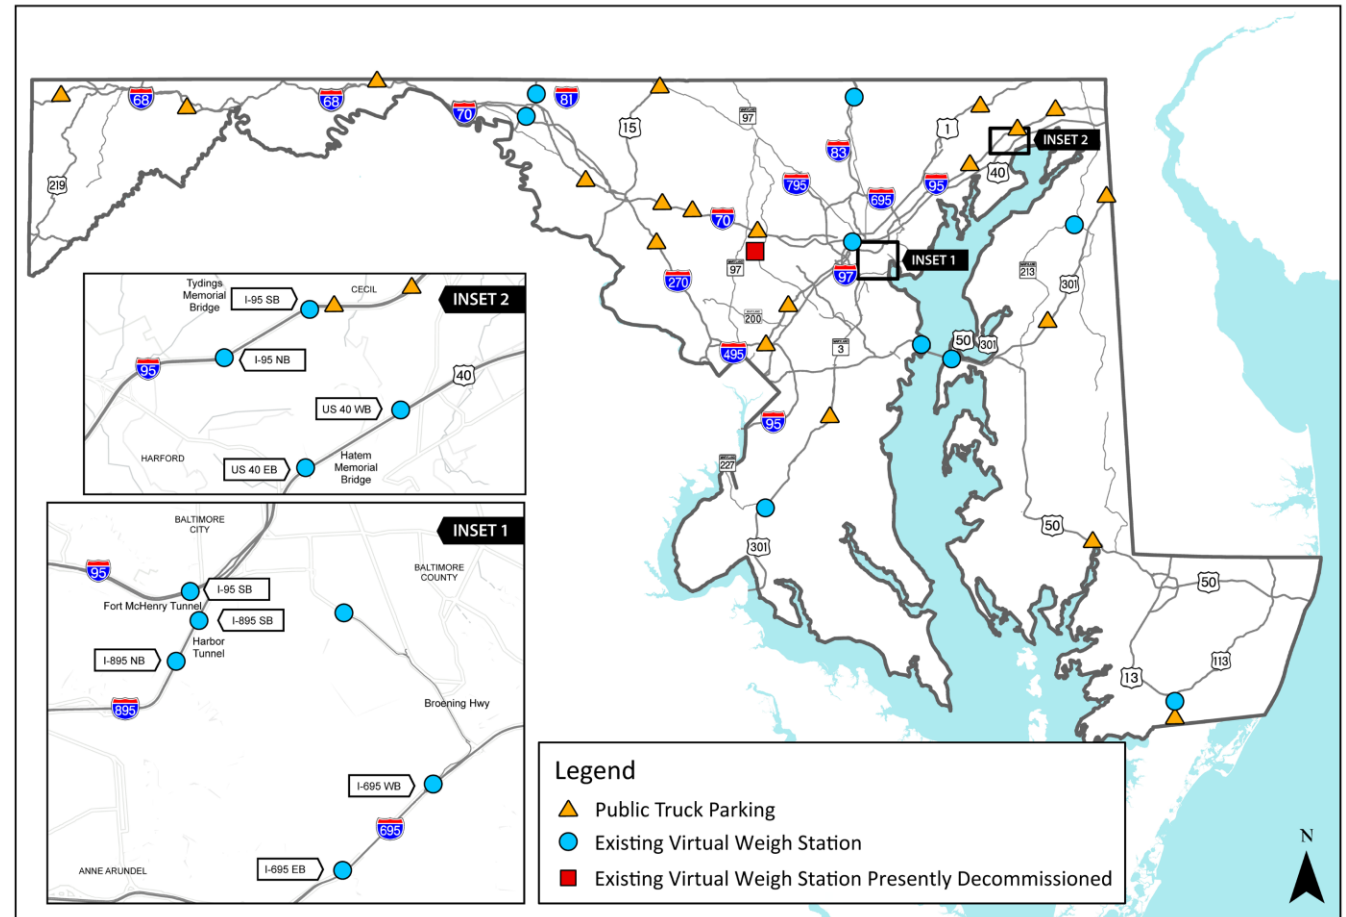 68
68
70
81
15
97
83
1
INSET 2
40
219
795
695
95
70
97
270
97
INSET 1
213
301
200
495
3
50
301
95
227
301
50
50
13
113
Tydings
Memorial
Bridge
I-95 SB
CECIL
INSET 2
95
I-95 NB
40
US 40 WB
HARFORD
US 40 EB
Hatem
Memorial
Bridge
BALTIMORE
CITY
INSET 1
95
I-95 SB
BALTIMORE
COUNTY
Fort McHenry Tunnel
I-895 SB
Harbor
Tunnel
I-895 NB
895
Broening Hwy
I-695 WB
695
I-695 EB
ANNE ARUNDEL
Legend
Public Truck Parking
Existing Virtual Weigh Station
Existing Virtual Weigh Station Presently Decommissioned
N